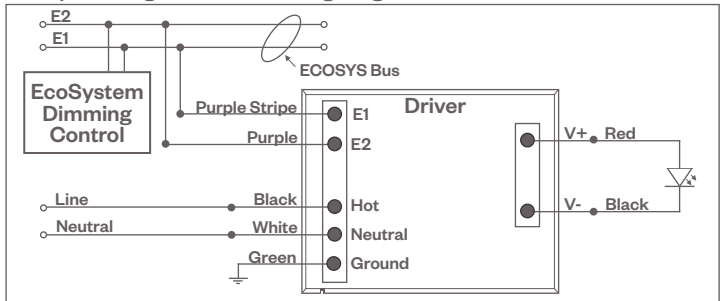 E2
E1
ECOSYS Bus
EcoSystem
Dimming
Control
Driver
Purple Stripe
E1
Purple
E2
V+ Red
Line
Black
Hot
V- Black
Neutral
White
Neutral
Green
Ground